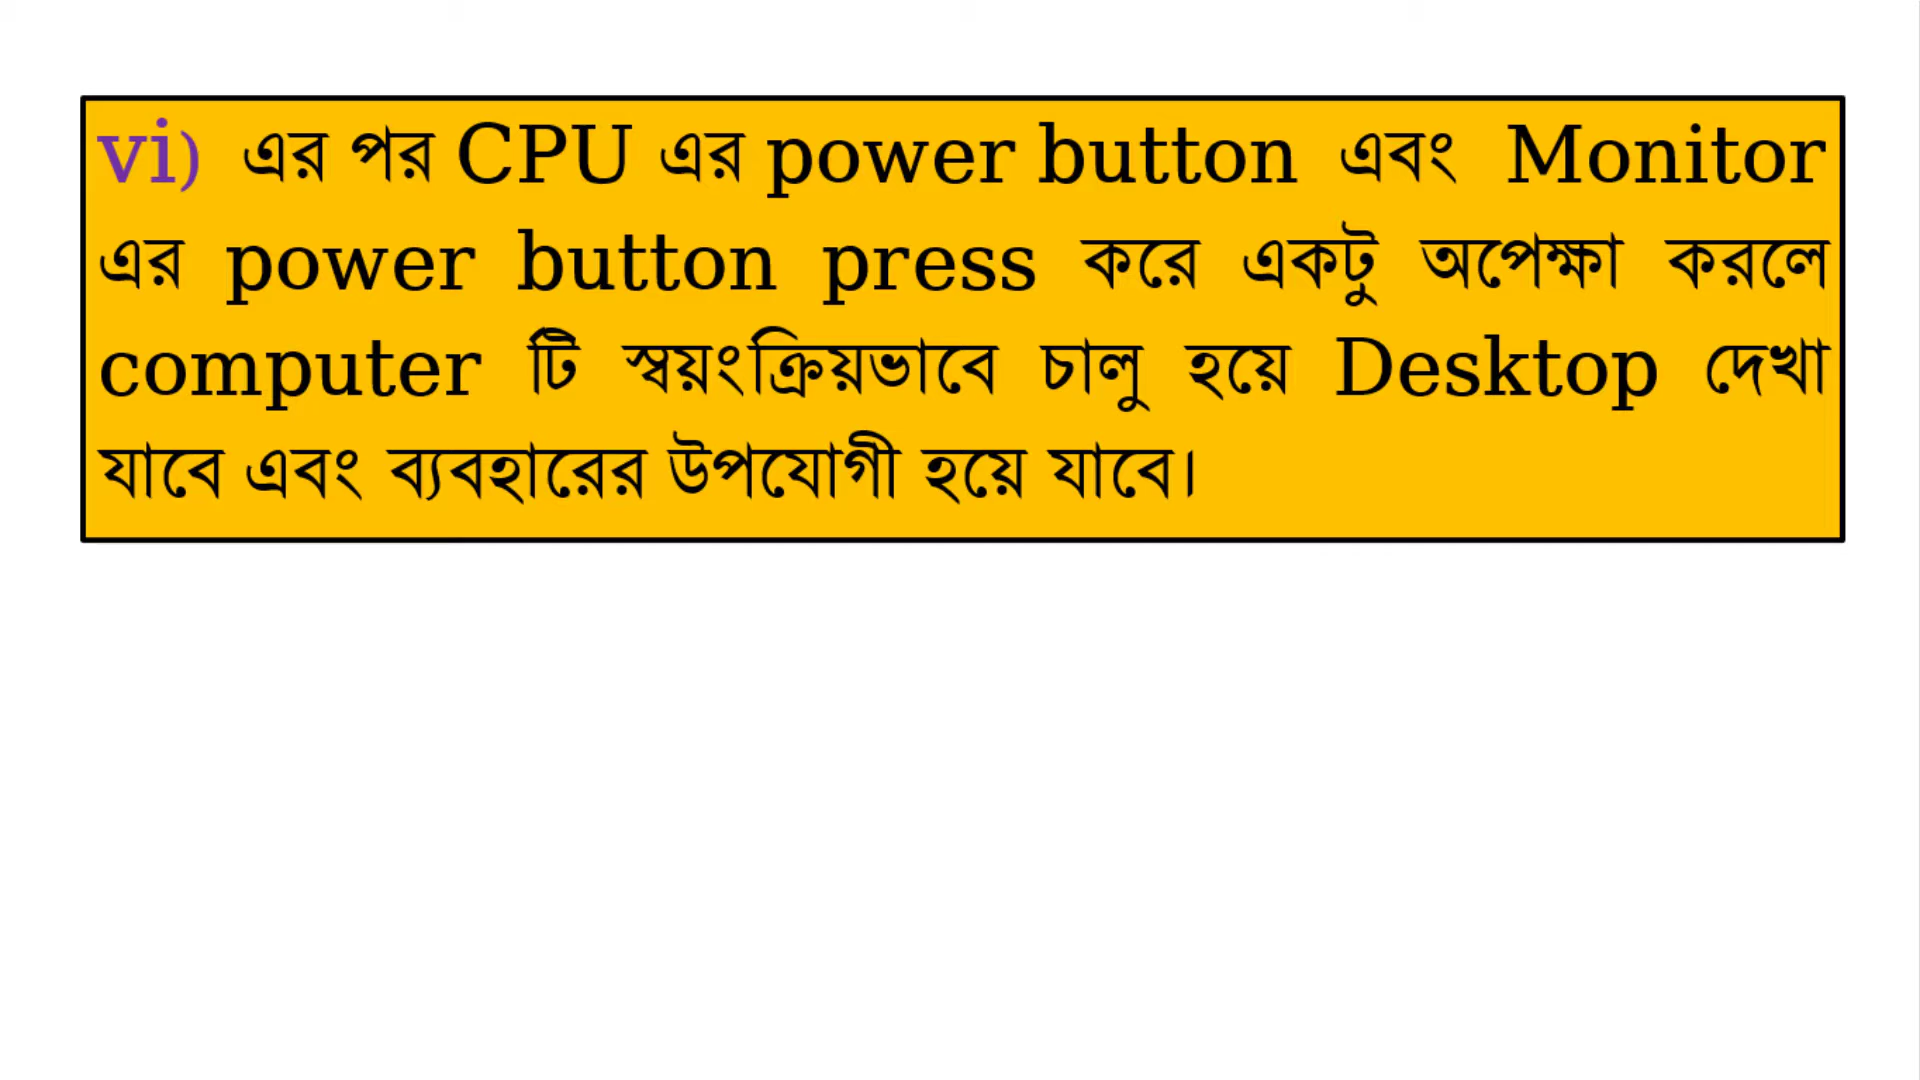 vi) এর পর CPU এর power button এবং Monitor
এর power button press করে একটু অপেক্ষা করলে
computer টি স্বয়ংক্রিয়ভাবে চালু হয়ে Desktop দেখা
যাবে এবং ব্যবহারের উপযোগী হয়ে যাবে।